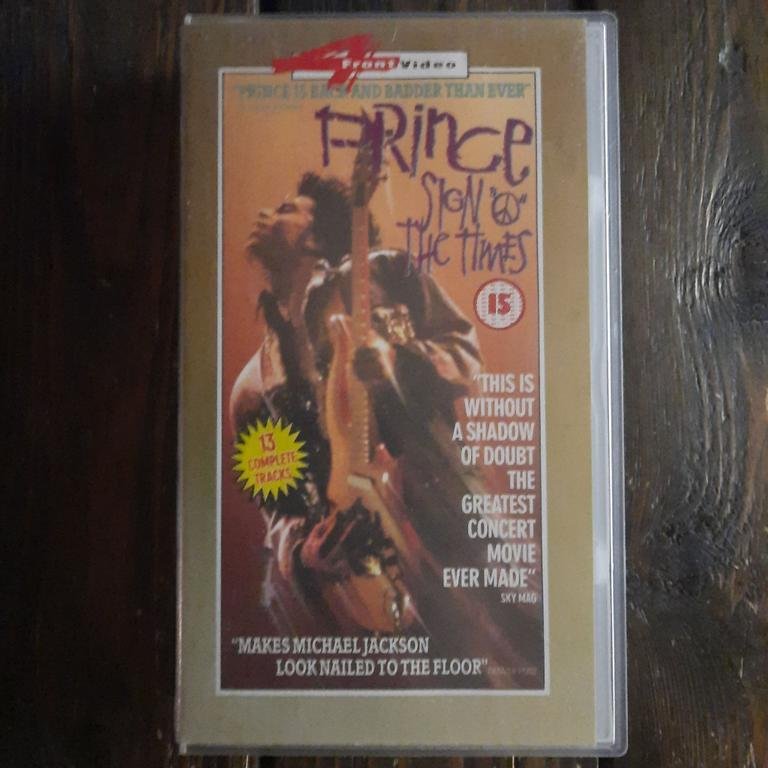 4 Front Video
"PRINCE IS BACK AND BADDER THAN EVER"
PRINCE
SIGN "☮"
THE TIMES
15
"THIS IS
WITHOUT
A SHADOW
OF DOUBT
THE
GREATEST
CONCERT
MOVIE
EVER MADE"
SKY MAG
13
COMPLETE
TRACKS
"MAKES MICHAEL JACKSON
LOOK NAILED TO THE FLOOR"